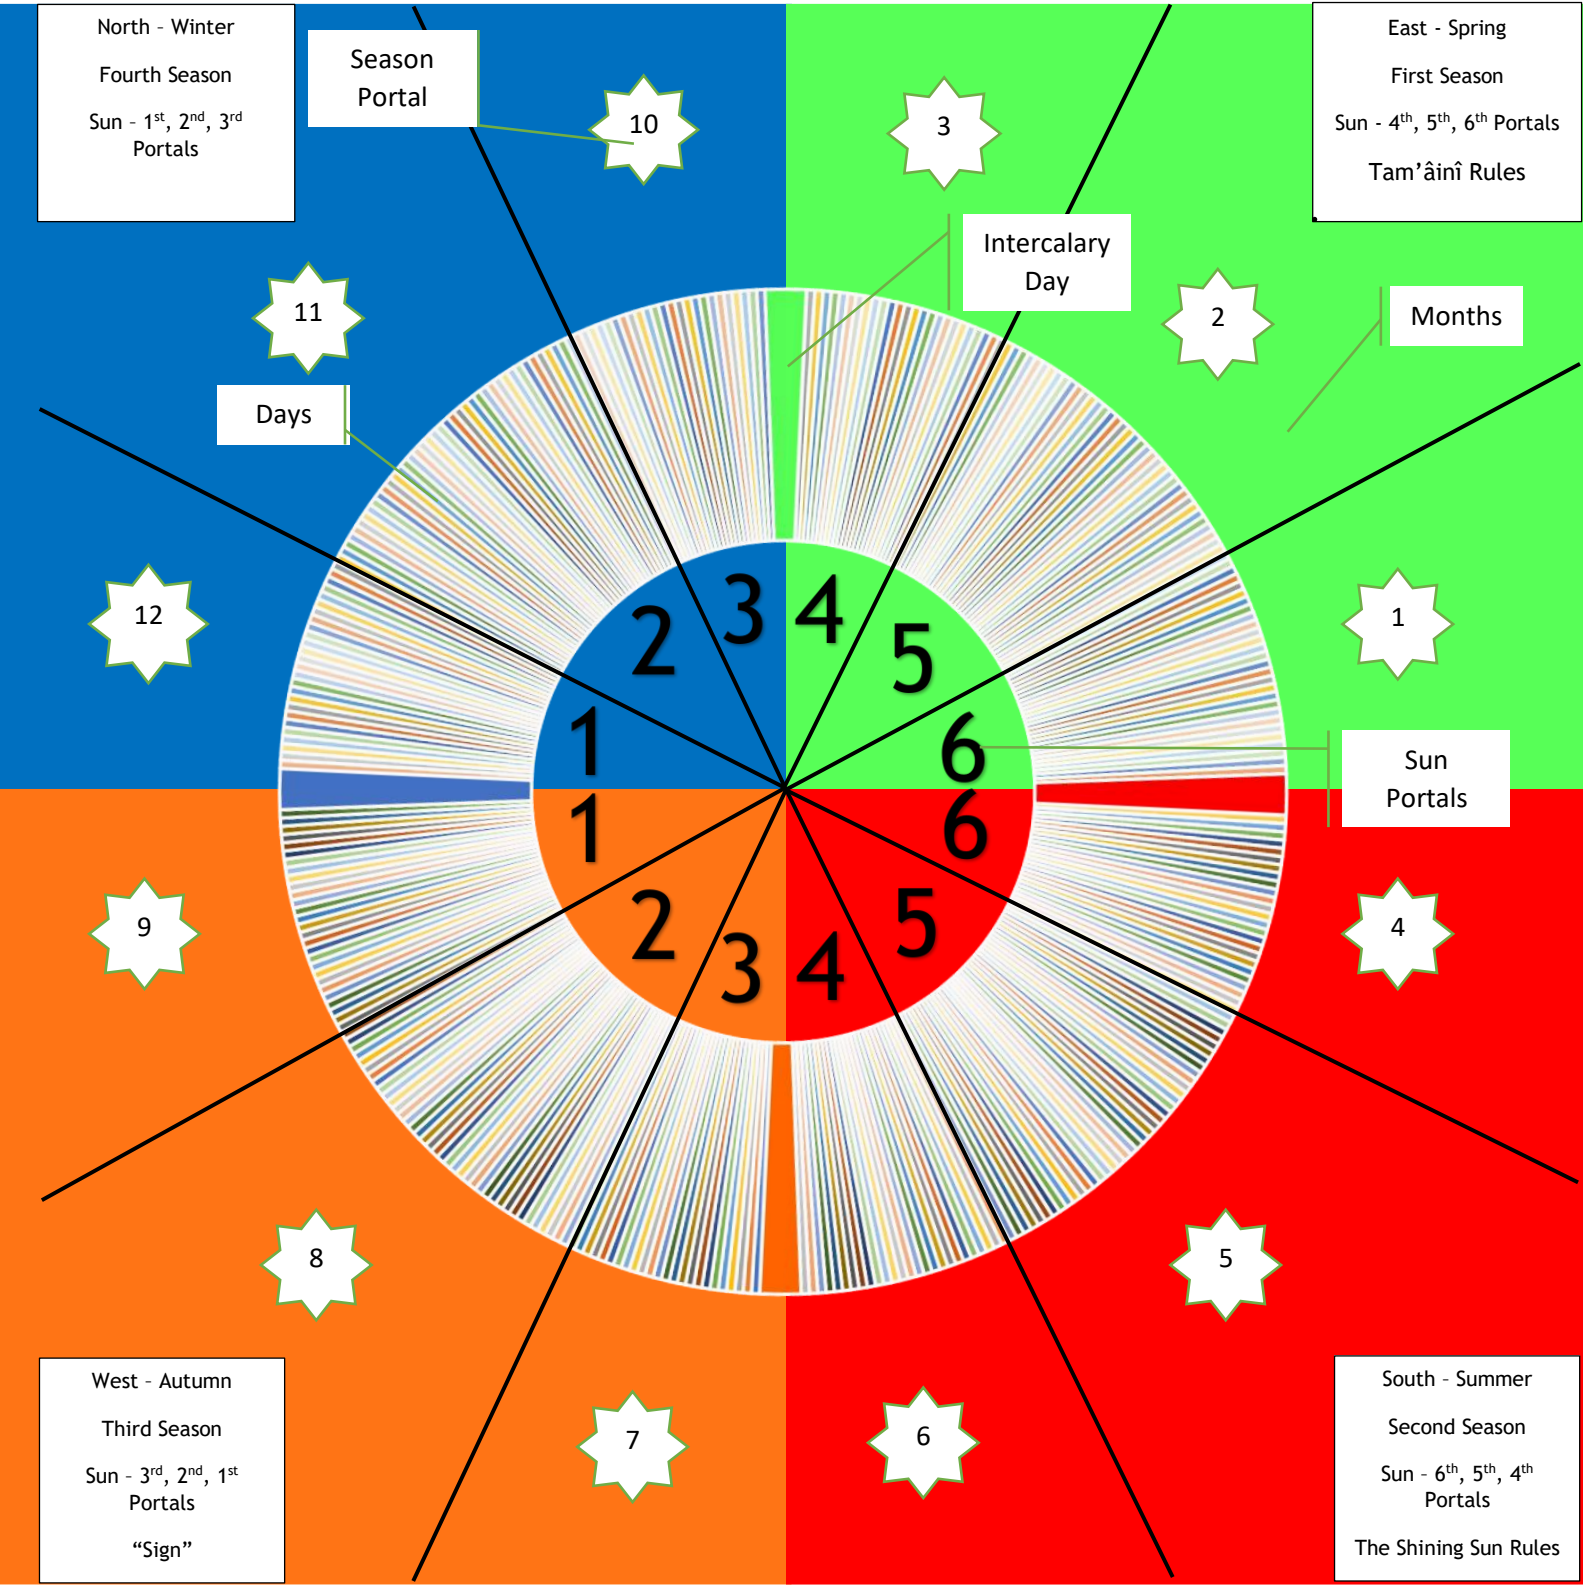 North – Winter
Fourth Season
Sun – 1st, 2nd, 3rd
Portals
Season
Portal
10
3
East - Spring
First Season
Sun - 4th, 5th, 6th Portals
Tam’âinî Rules
Intercalary
Day
11
2
Months
Days
12
1
3
4
2
5
1
6
Sun
Portals
1
6
2
5
3
4
9
4
8
5
7
6
West – Autumn
Third Season
Sun – 3rd, 2nd, 1st
Portals
“Sign”
South – Summer
Second Season
Sun – 6th, 5th, 4th
Portals
The Shining Sun Rules